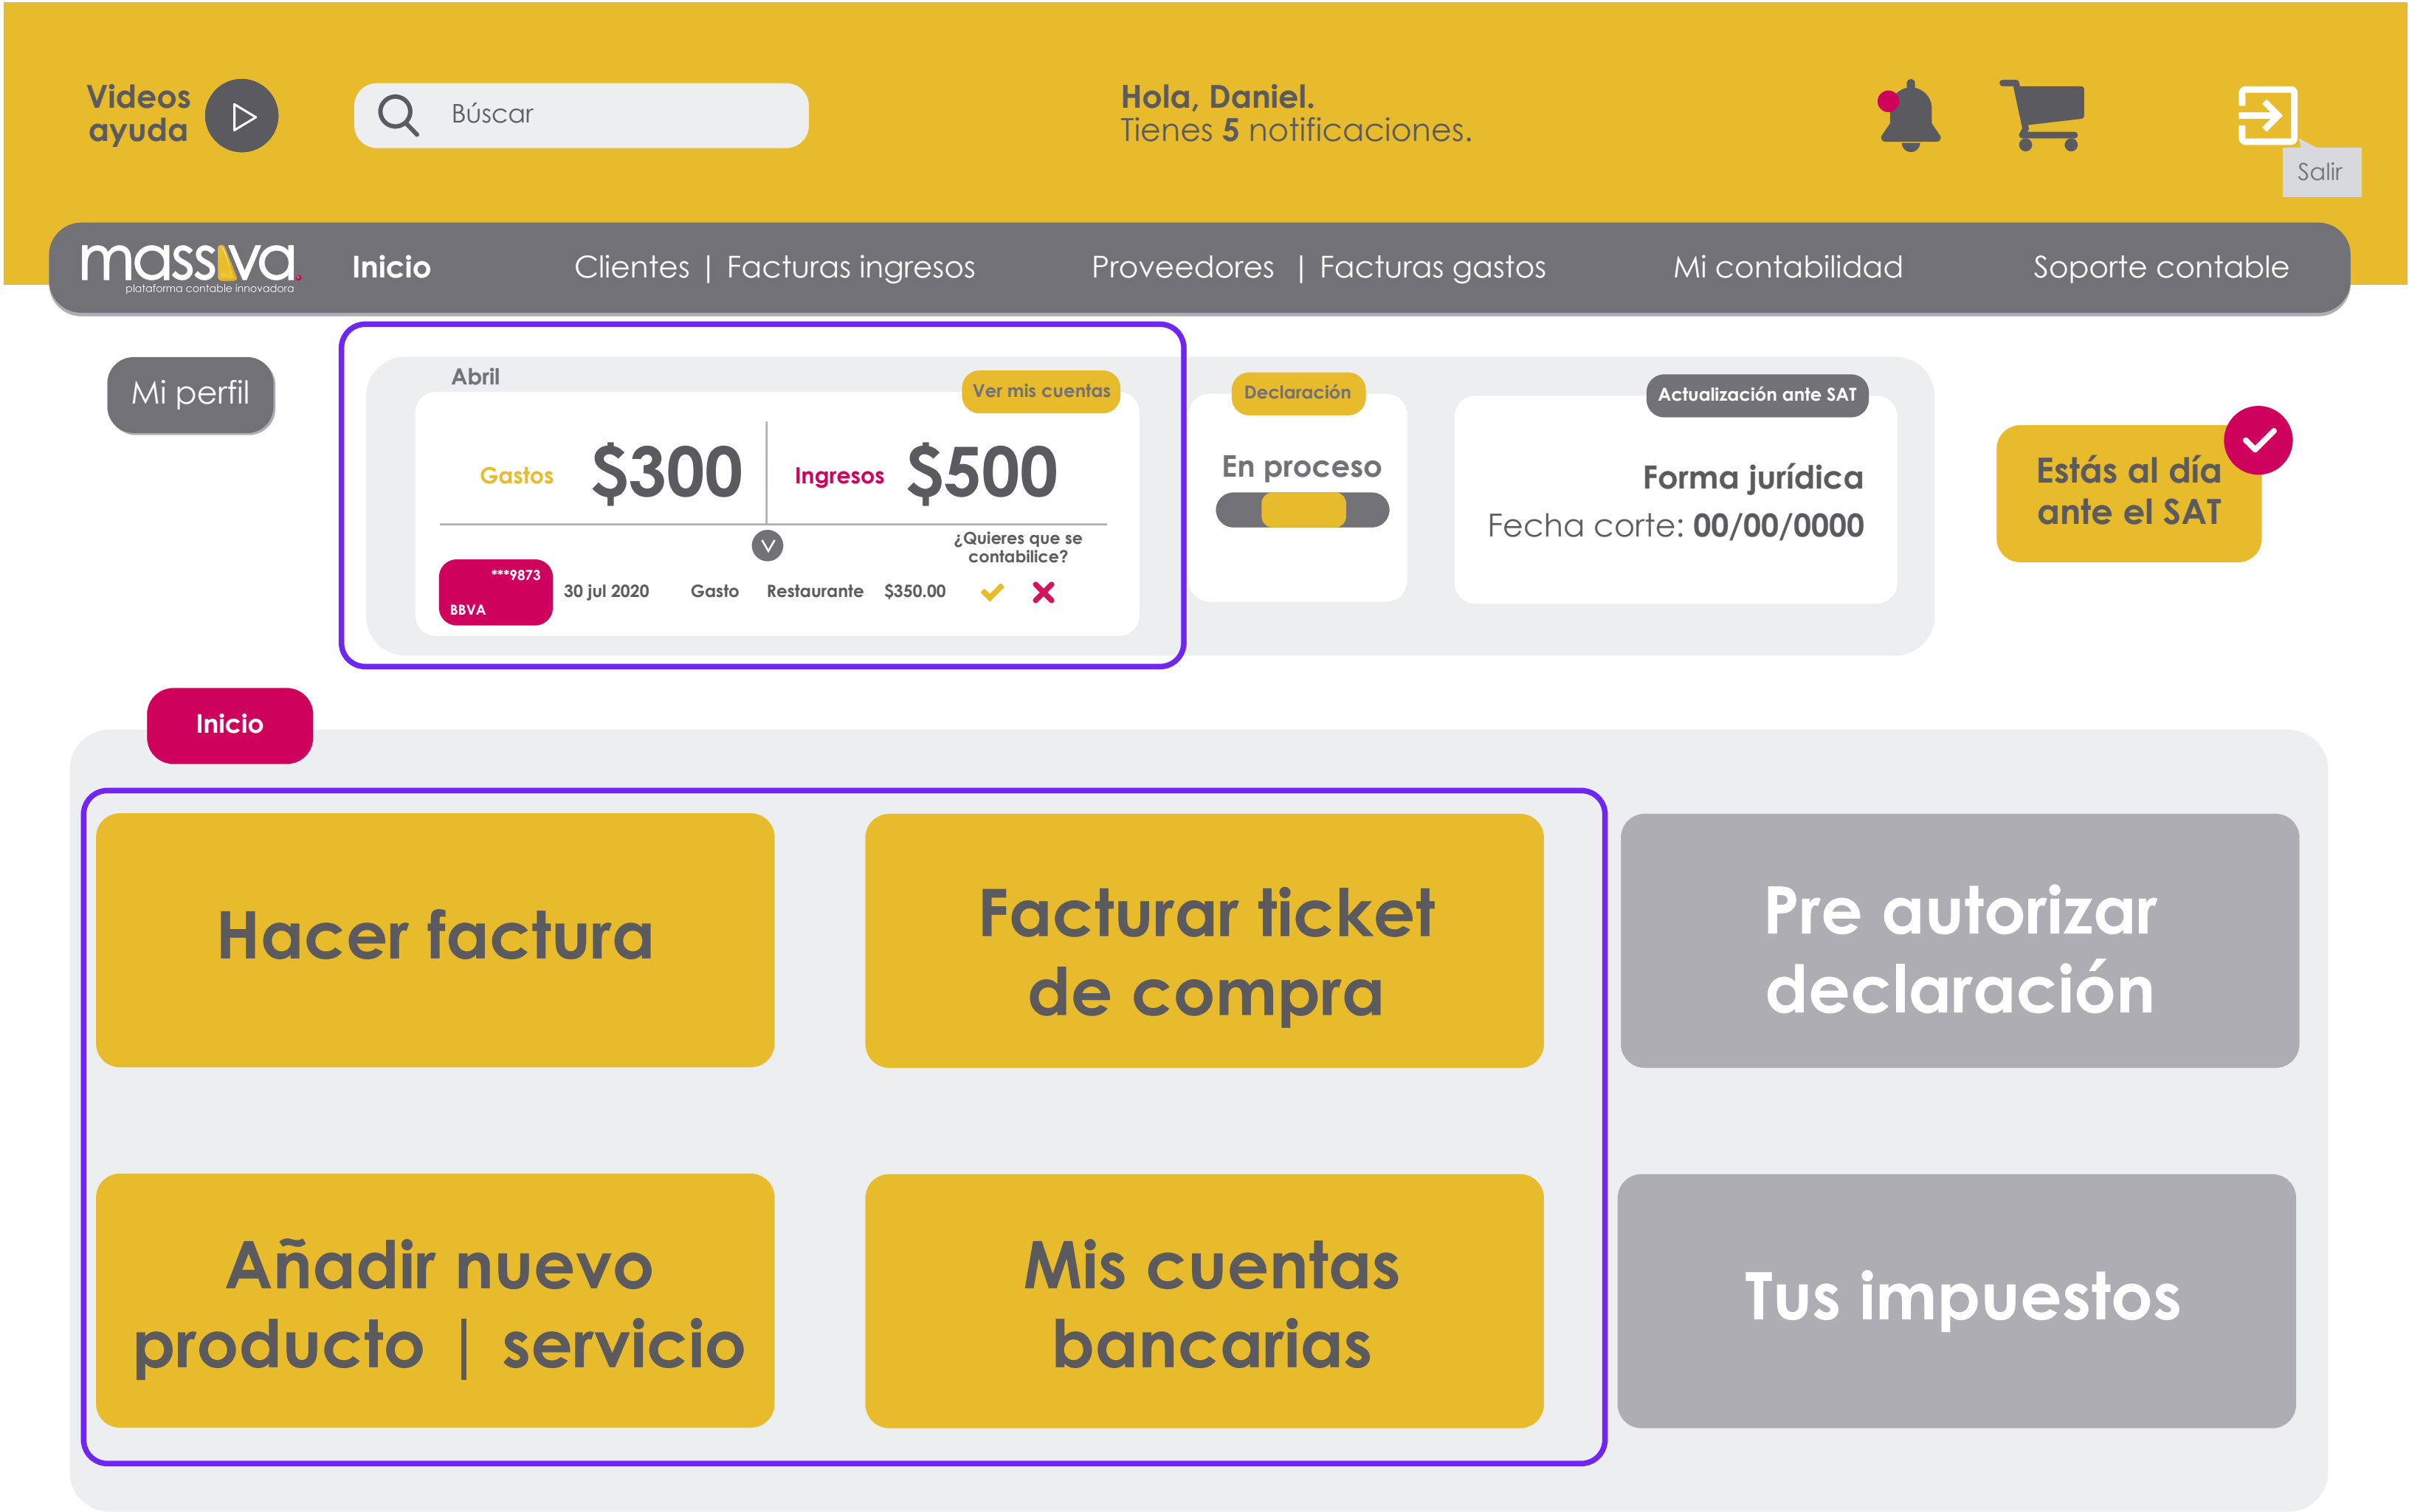 Videos
ayuda
Búscar
Hola, Daniel.
Tienes 5 notificaciones.
Salir
massiva.
plataforma contable innovadora
Inicio
Clientes | Facturas ingresos
Proveedores | Facturas gastos
Mi contabilidad
Soporte contable
Mi perfil
Abril
Ver mis cuentas
Gastos $300
Ingresos $500
¿Quieres que se
contabilice?
***9873
BBVA
30 jul 2020 Gasto Restaurante $350.00
Declaración
En proceso
Actualización ante SAT
Forma jurídica
Fecha corte: 00/00/0000
Estás al día
ante el SAT
Inicio
Hacer factura
Facturar ticket
de compra
Pre autorizar
declaración
Añadir nuevo
producto | servicio
Mis cuentas
bancarias
Tus impuestos